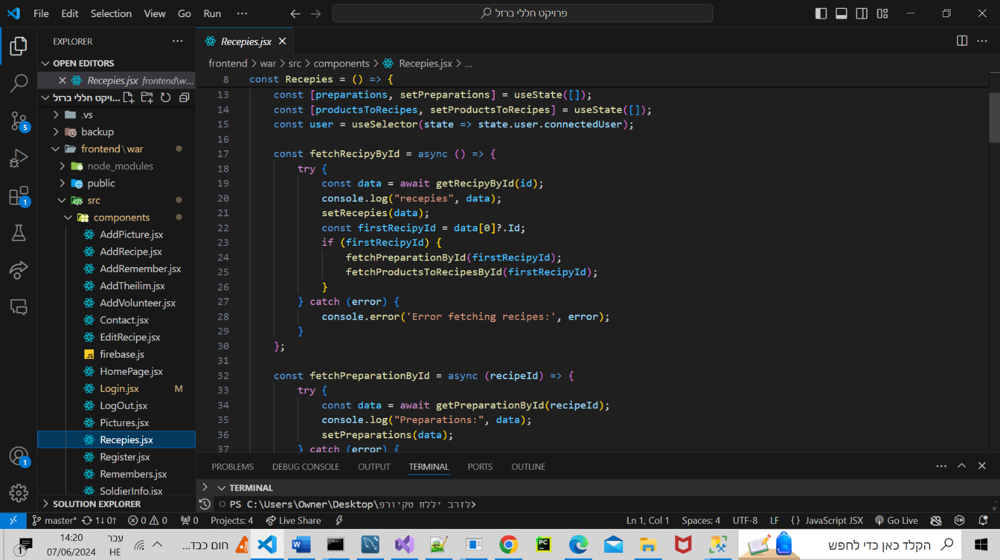 File Edit Selection View Go Run ···
פרויקט חללי ברזל
EXPLORER
OPEN EDITORS
Recepies.jsx frontend\w...
ויקט חללי ברזל...
.vs
backup
frontend\war
node_modules
public
src
components
AddPicture.jsx
AddRecipe.jsx
AddRemember.jsx
AddTheilim.jsx
AddVolunteer.jsx
Contact.jsx
EditRecipe.jsx
JS firebase.js
HomePage.jsx
Login.jsx M
LogOut.jsx
Pictures.jsx
Recepies.jsx
Register.jsx
Remembers.jsx
SoldierInfo.jsx
SOLUTION EXPLORER
5
1
1
Recepies.jsx
frontend > war > src > components > Recepies.jsx > ...
8 const Recepies = () => {
13 const [preparations, setPreparations] = useState([]);
14 const [productsToRecipes, setProductsToRecipes] = useState([]);
15 const user = useSelector(state => state.user.connectedUser);
16
17 const fetchRecipyById = async () => {
18 try {
19 const data = await getRecipyById(id);
20 console.log("recepies", data);
21 setRecepies(data);
22 const firstRecipyId = data[0]?.Id;
23 if (firstRecipyId) {
24 fetchPreparationById(firstRecipyId);
25 fetchProductsToRecipesById(firstRecipyId);
26 }
27 } catch (error) {
28 console.error('Error fetching recipes:', error);
29 }
30 };
31
32 const fetchPreparationById = async (recipeId) => {
33 try {
34 const data = await getPreparationById(recipeId);
35 console.log("Preparations:", data);
36 setPreparations(data);
37 } catch (error) {
PROBLEMS DEBUG CONSOLE OUTPUT TERMINAL PORTS OUTLINE
TERMINAL
PS C:\Users\Owner\Desktop\פרויקט חללי ברזל>
master* 1↓ 0↑ 0 0 0 Projects: 4 Live Share Ln 1, Col 1 Spaces: 4 UTF-8 LF {} JavaScript JSX Go Live
1
14:20
07/06/2024
עבר
HE
חום כבד...
PC
הקלד כאן כדי לחפש